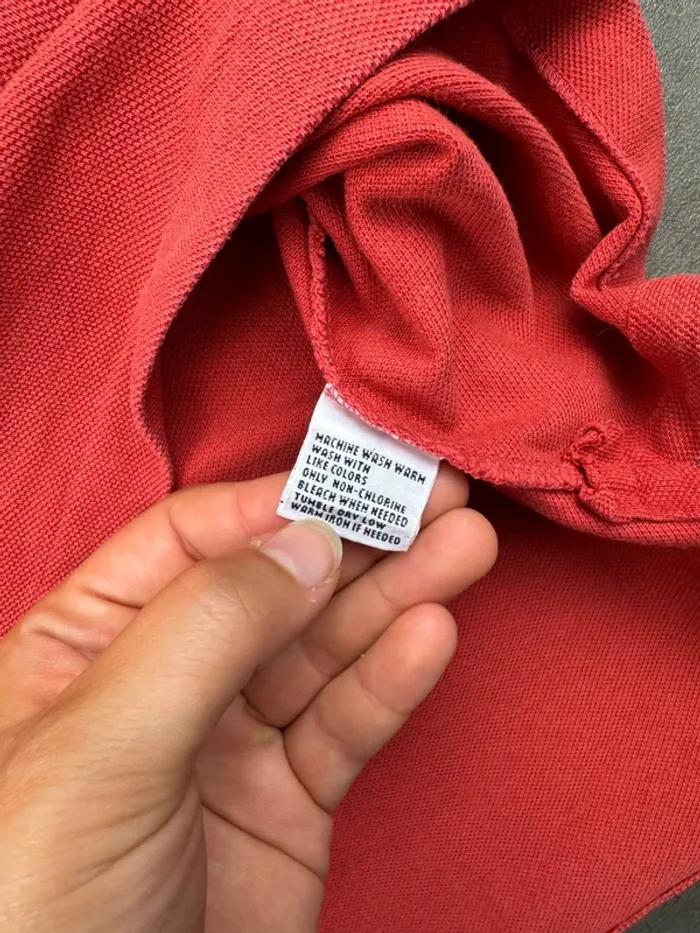 MACHINE WASH WARM
WASH WITH
LIKE COLORS
ONLY NON-CHLORINE
BLEACH WHEN NEEDED
TUMBLE DRY LOW
WARM IRON IF NEEDED